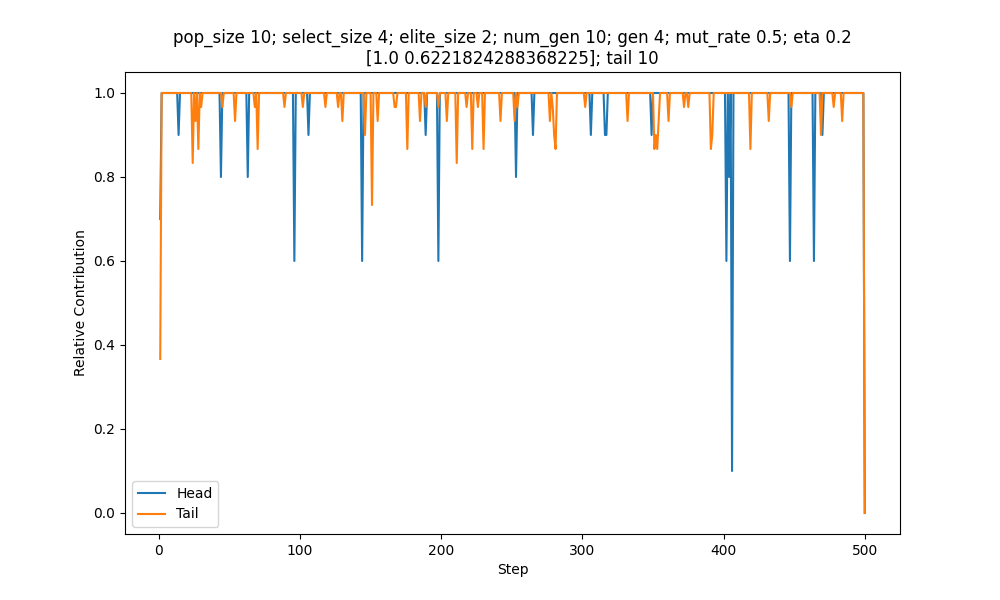 pop_size 10; select_size 4; elite_size 2; num_gen 10; gen 4; mut_rate 0.5; eta 0.2
[1.0 0.6221824288368225]; tail 10
1.0
0.8
0.6
0.4
0.2
0.0
Relative Contribution
Head
Tail
0
100
200
300
400
500
Step